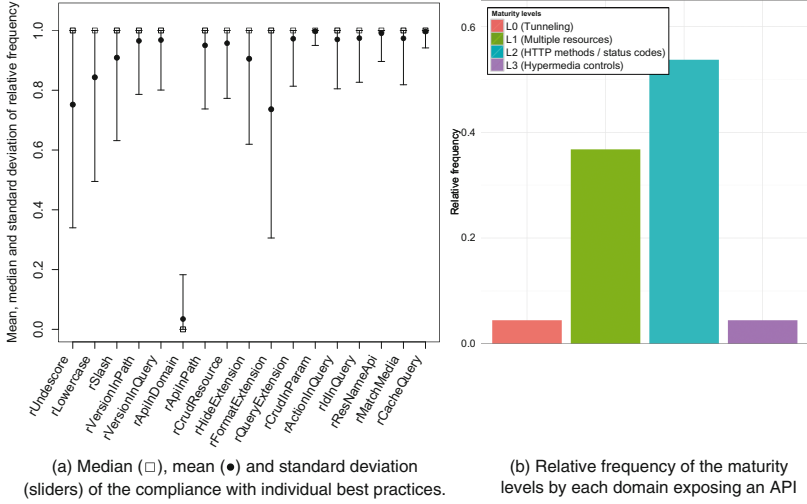 Mean, median and standard deviation of relative frequency
1.0
0.8
0.6
0.4
0.2
0.0
rUndescore
rLowercase
rSlash
rVersionInPath
rVersionInQuery
rApiInDomain
rApiInPath
rCrudResource
rHideExtension
rFormatExtension
rQueryExtension
rCrudInParam
rActionInQuery
rIdInQuery
rResNameApi
rMatchMedia
rCacheQuery
(a) Median (□), mean (●) and standard deviation
(sliders) of the compliance with individual best practices.
Relative frequency
0.6
0.4
0.2
0.0
Maturity levels
L0 (Tunneling)
L1 (Multiple resources)
L2 (HTTP methods / status codes)
L3 (Hypermedia controls)
(b) Relative frequency of the maturity
levels by each domain exposing an API